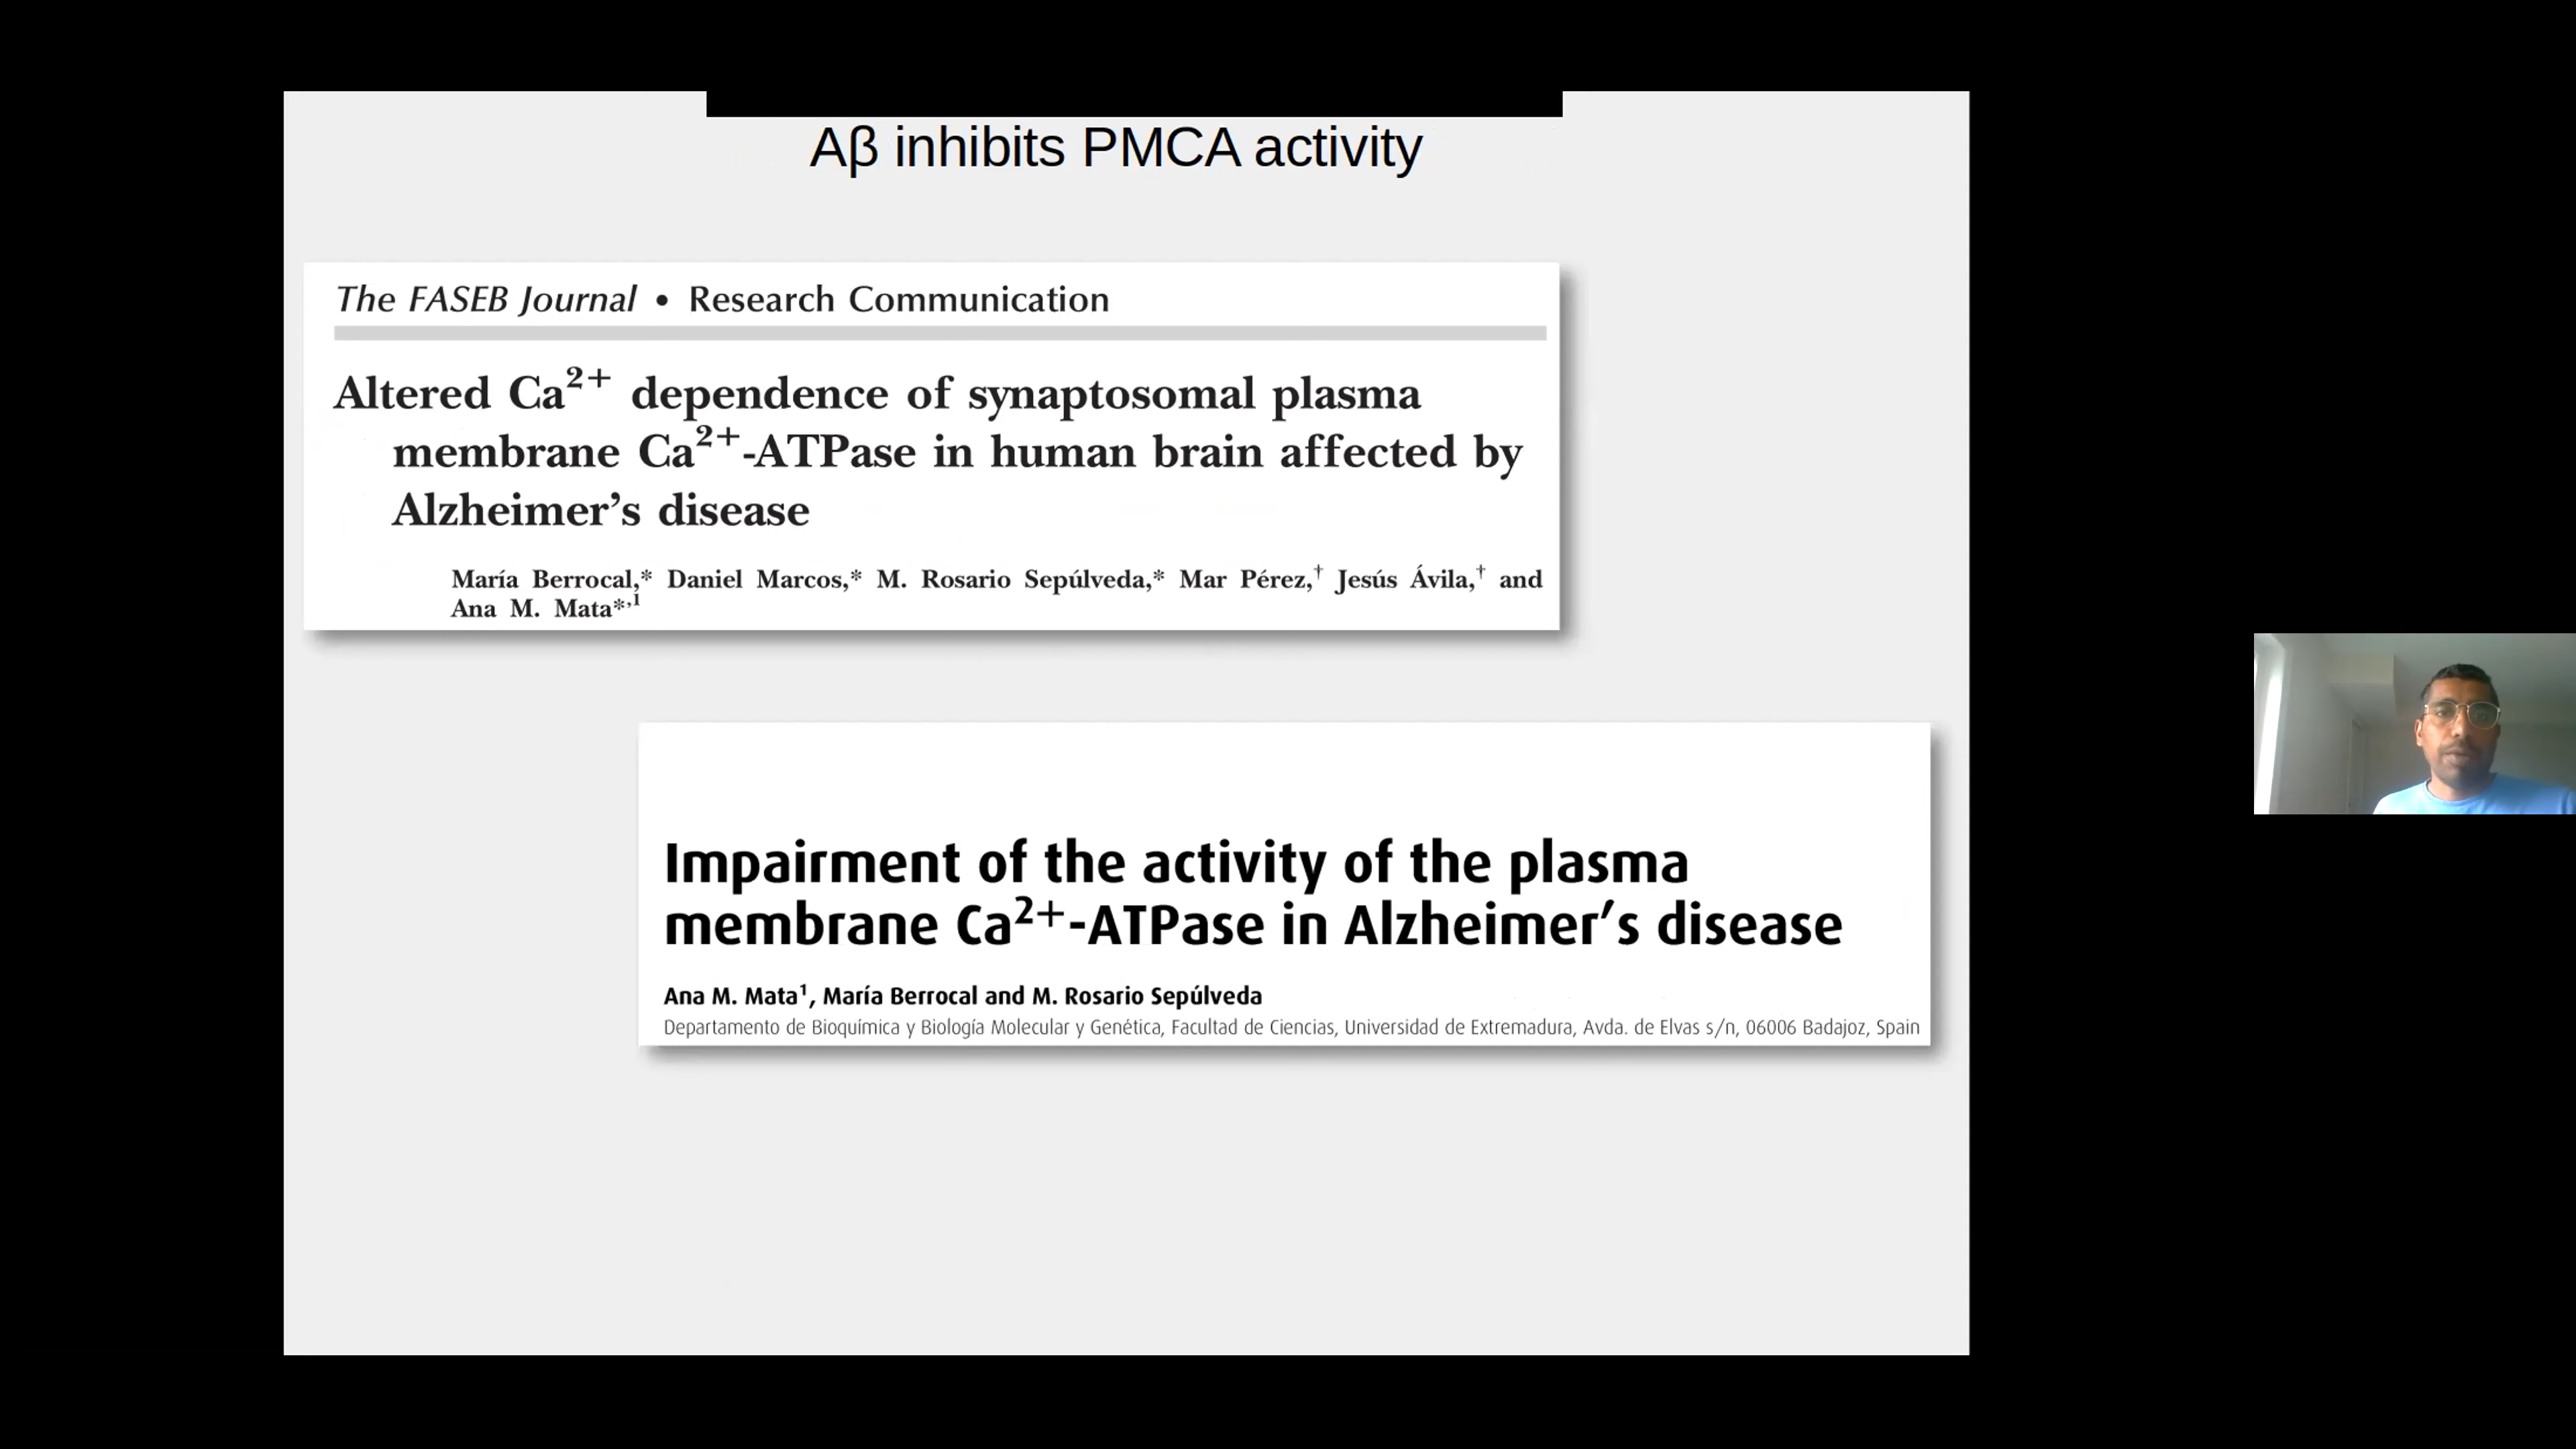 Aβ inhibits PMCA activity
The FASEB Journal • Research Communication
Altered Ca²⁺ dependence of synaptosomal plasma
membrane Ca²⁺-ATPase in human brain affected by
Alzheimer’s disease
María Berrocal,* Daniel Marcos,* M. Rosario Sepúlveda,* Mar Pérez,† Jesús Ávila,† and
Ana M. Mata*,¹
Impairment of the activity of the plasma
membrane Ca²⁺-ATPase in Alzheimer’s disease
Ana M. Mata¹, María Berrocal and M. Rosario Sepúlveda
Departamento de Bioquímica y Biología Molecular y Genética, Facultad de Ciencias, Universidad de Extremadura, Avda. de Elvas s/n, 06006 Badajoz, Spain